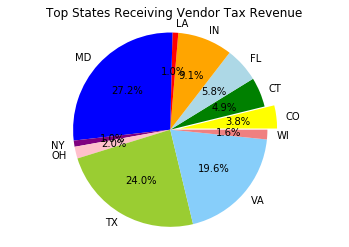 Top States Receiving Vendor Tax Revenue
LA
IN
MD
FL
1.0%
9.1%
27.2%
5.8%
CT
4.9%
CO
3.8%
NY
1.0%
WI
1.6%
OH
2.0%
24.0%
19.6%
TX
VA